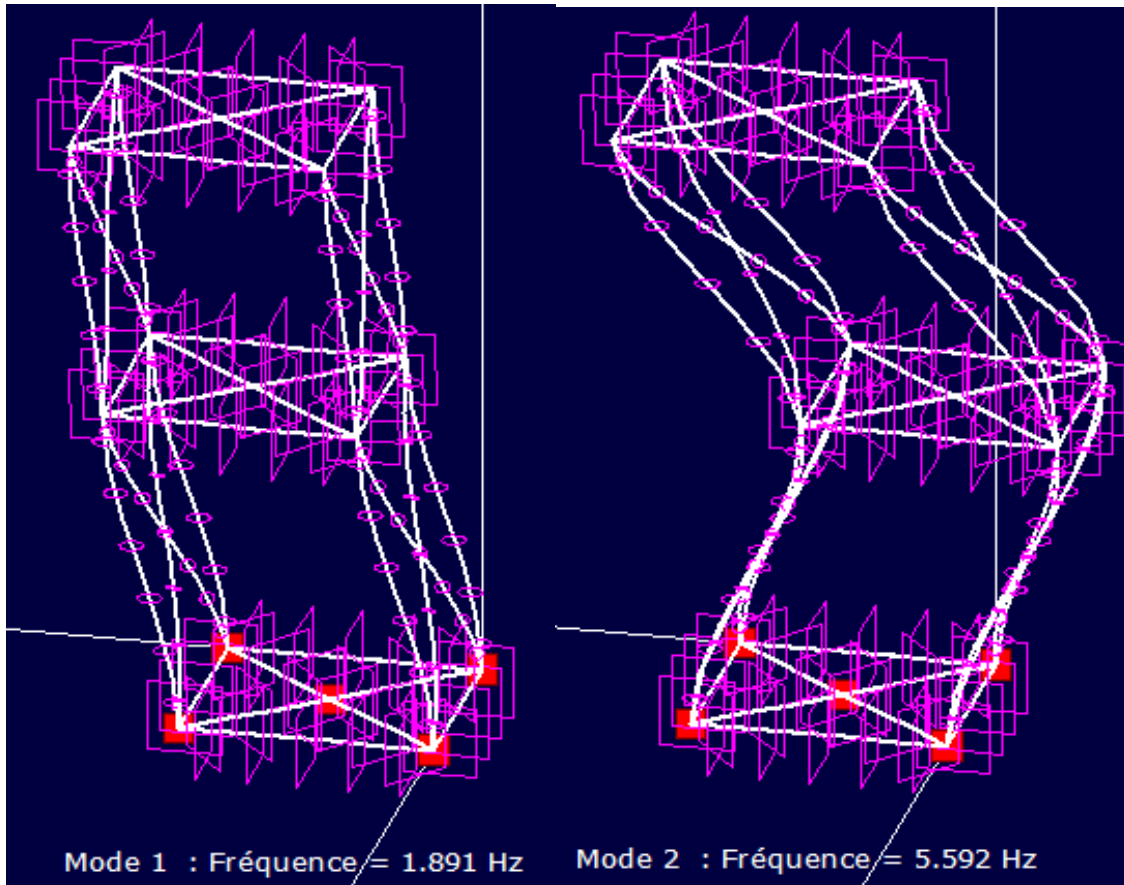 Mode 1 : Fréquence = 1.891 Hz
Mode 2 : Fréquence = 5.592 Hz